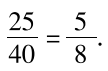 25/40 = 5/8.